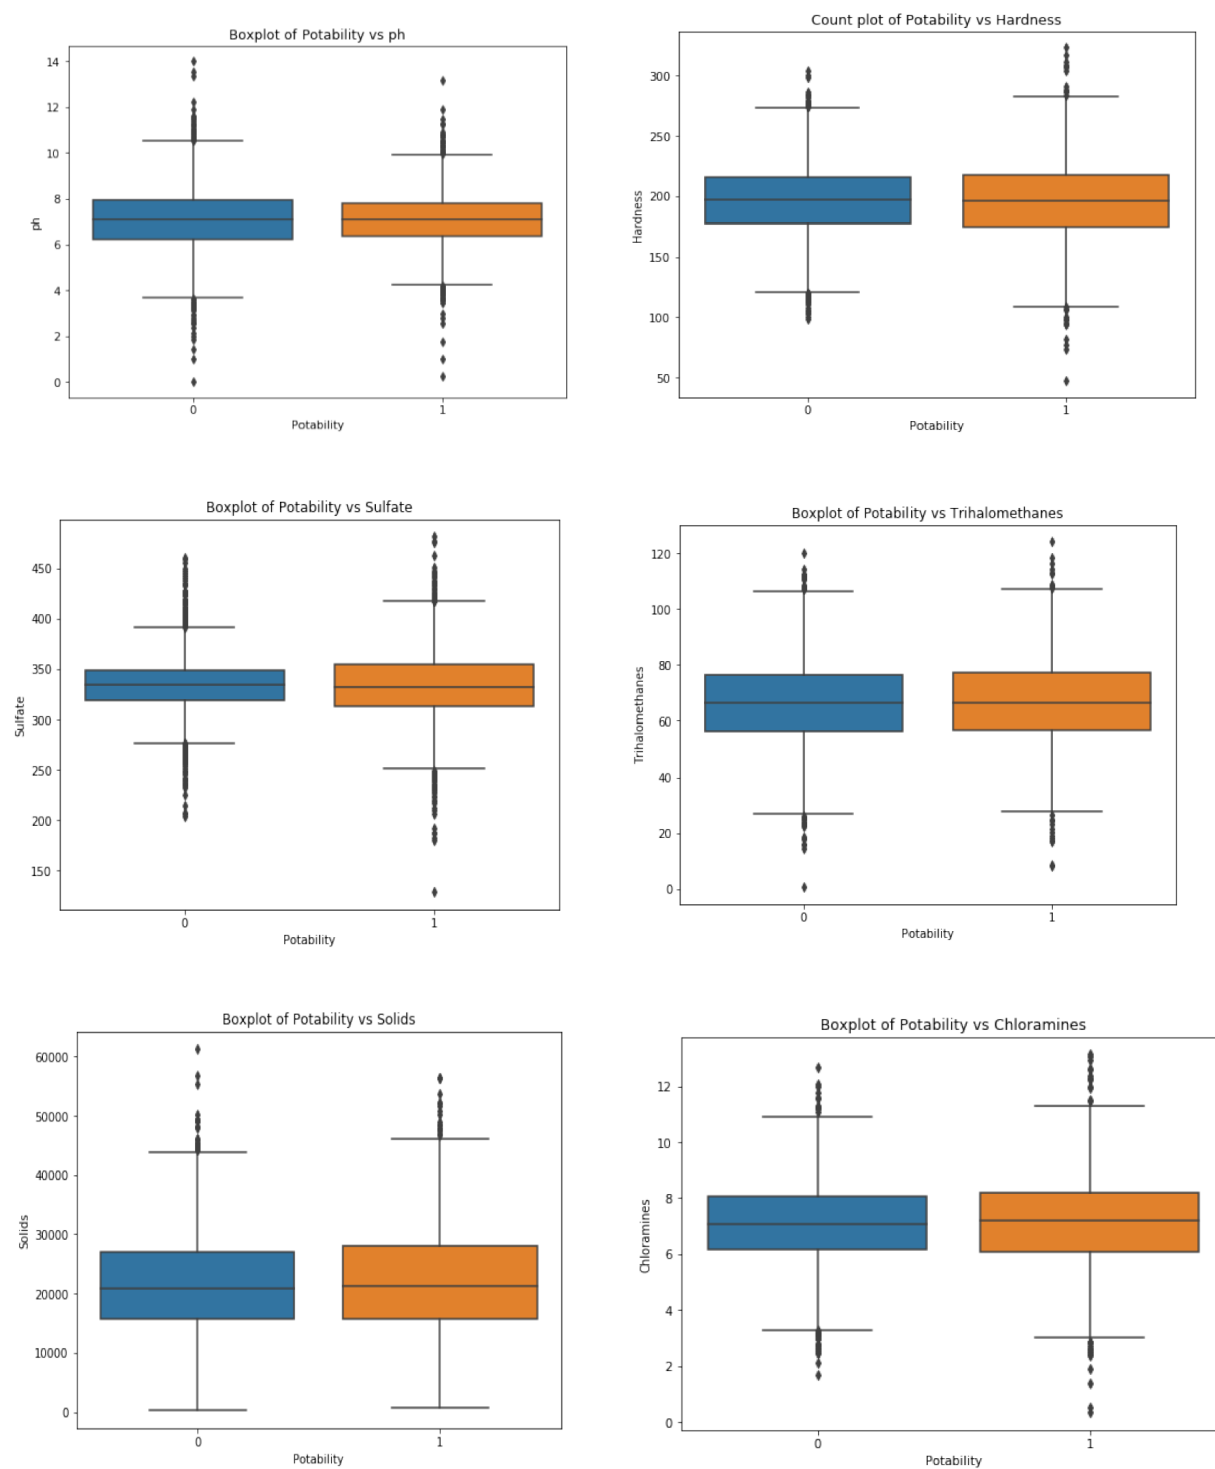 Boxplot of Potability vs ph
14
12
10
8
6
4
2
0
ph
0 1
Potability
Count plot of Potability vs Hardness
300
250
200
150
100
50
Hardness
0 1
Potability
Boxplot of Potability vs Sulfate
450
400
350
300
250
200
150
Sulfate
0 1
Potability
Boxplot of Potability vs Trihalomethanes
120
100
80
60
40
20
0
Trihalomethanes
0 1
Potability
Boxplot of Potability vs Solids
60000
50000
40000
30000
20000
10000
0
Solids
0 1
Potability
Boxplot of Potability vs Chloramines
12
10
8
6
4
2
0
Chloramines
0 1
Potability